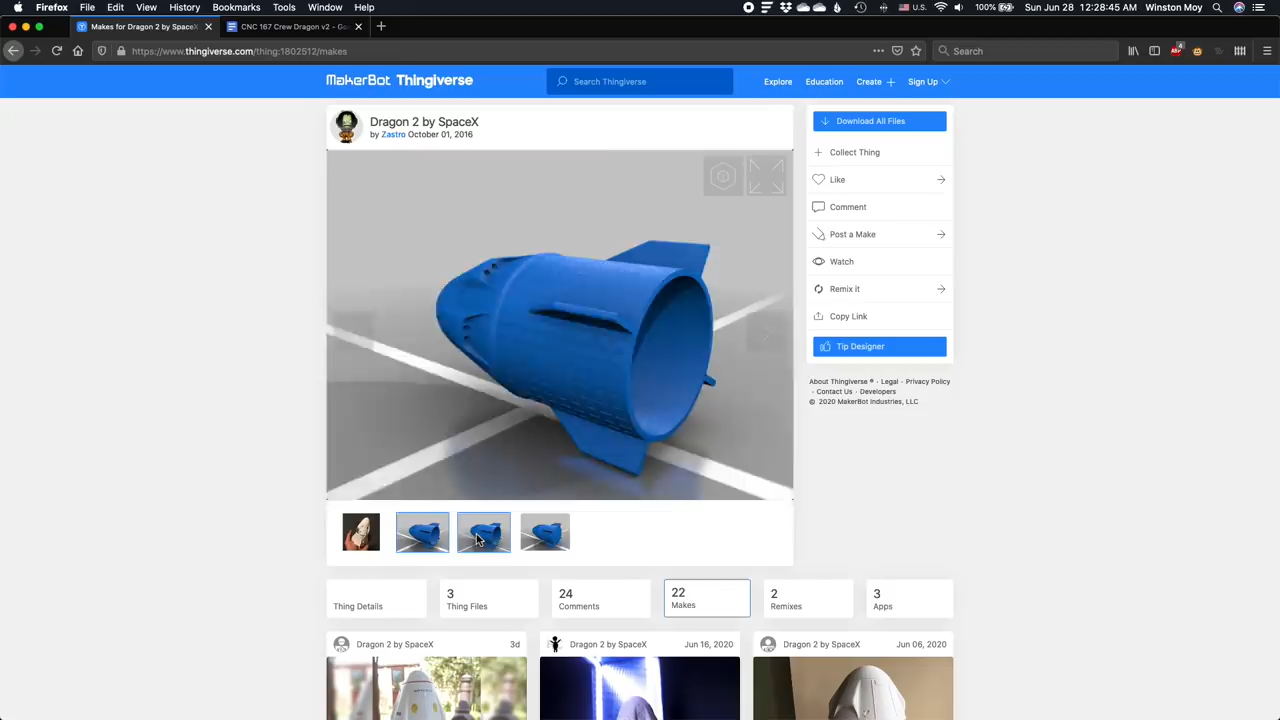 Firefox File Edit View History Bookmarks Tools Window Help
U.S. 100% Sun Jun 28 12:28:45 AM Winston Moy
Makes for Dragon 2 by SpaceX
CNC 167 Crew Dragon v2 – Go
https://www.thingiverse.com/thing:1802512/makes
Search
4
MakerBot Thingiverse
Search Thingiverse
Explore Education Create Sign Up
Dragon 2 by SpaceX
by Zastro October 01, 2016
Download All Files
Collect Thing
Like
Comment
Post a Make
Watch
Remix it
Copy Link
Tip Designer
About Thingiverse ® · Legal · Privacy Policy
· Contact Us · Developers
© 2020 MakerBot Industries, LLC
Thing Details
3
Thing Files
24
Comments
22
Makes
2
Remixes
3
Apps
Dragon 2 by SpaceX 3d
Dragon 2 by SpaceX Jun 16, 2020
Dragon 2 by SpaceX Jun 06, 2020